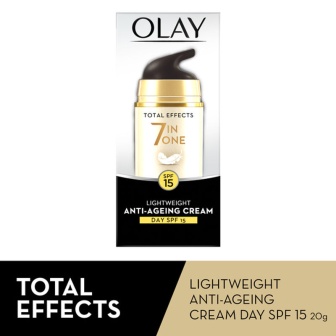 OLAY
TOTAL EFFECTS
7 IN
ONE
SPF
15
LIGHTWEIGHT
ANTI-AGEING CREAM
DAY SPF 15
TOTAL
EFFECTS
LIGHTWEIGHT
ANTI-AGEING
CREAM DAY SPF 15 20g